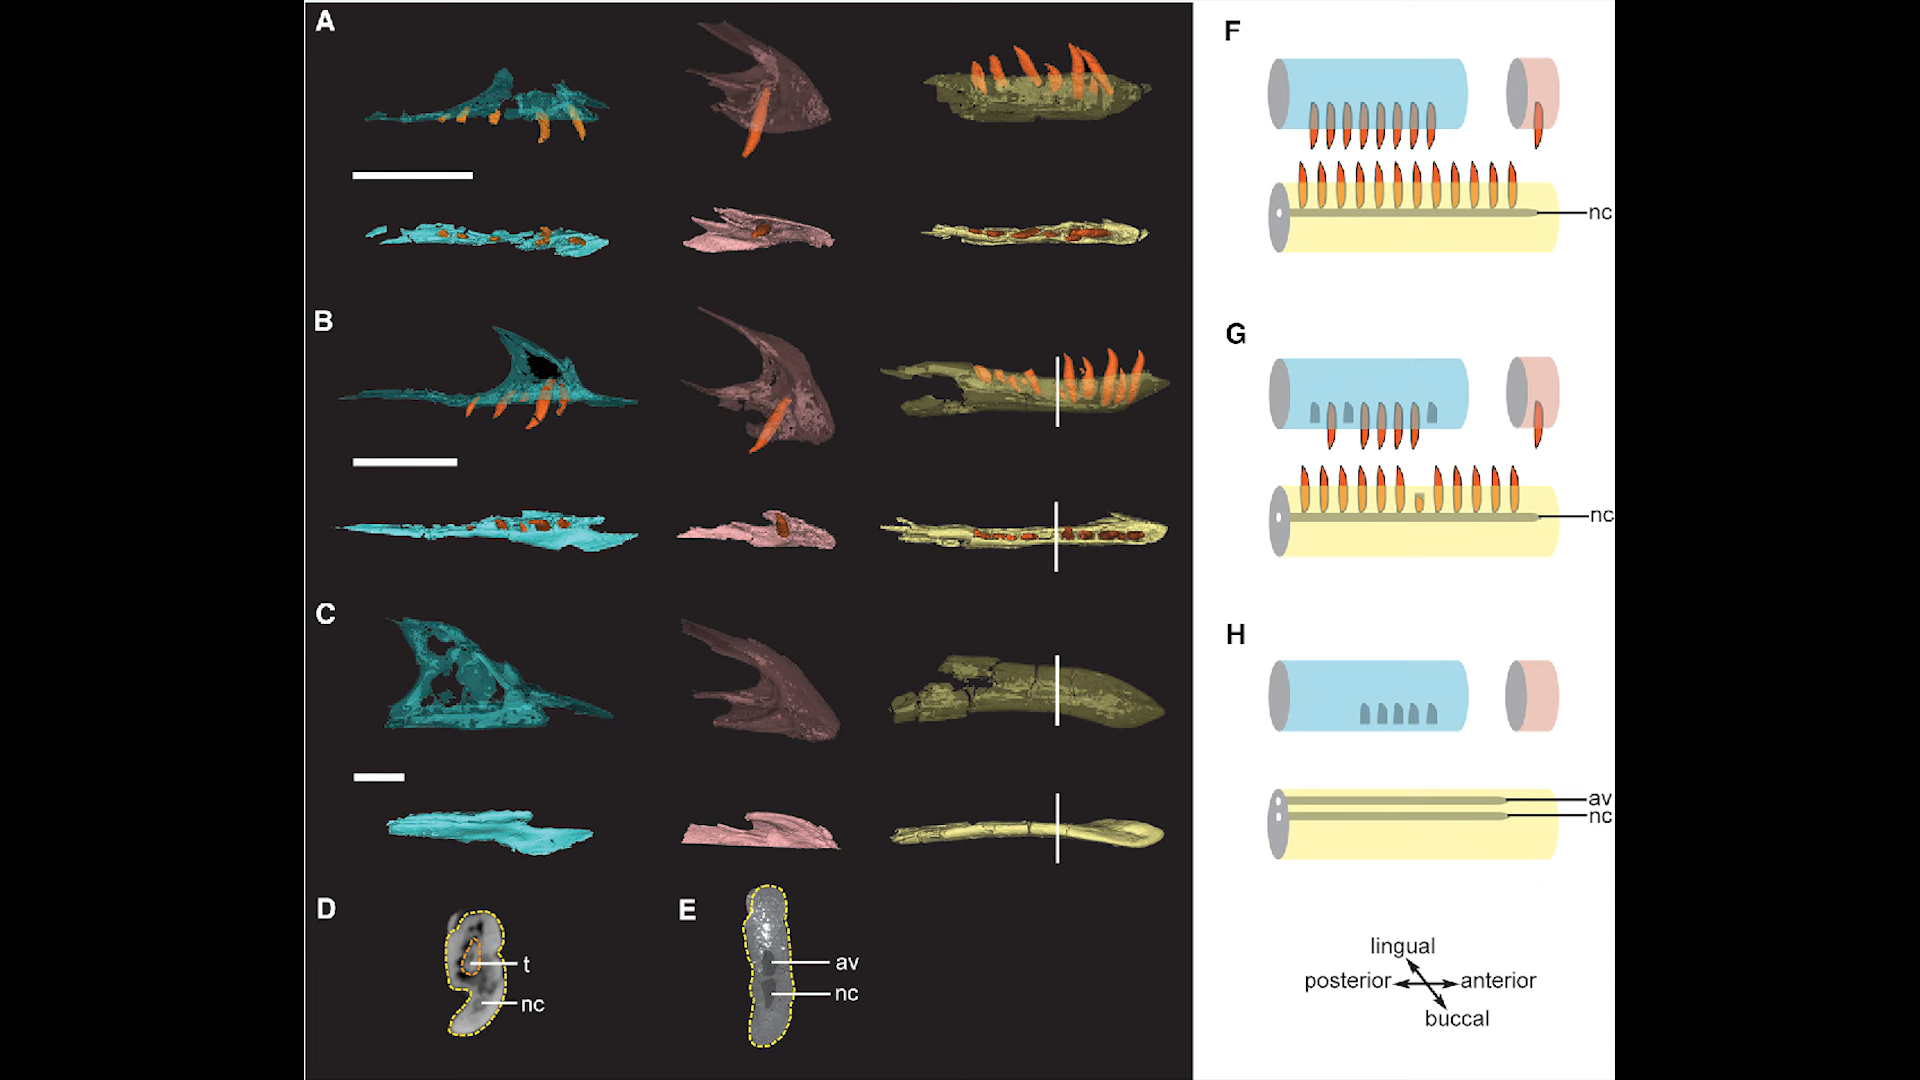 A
B
C
D
t
nc
E
av
nc
F
nc
G
nc
H
av
nc
lingual
posterior
anterior
buccal